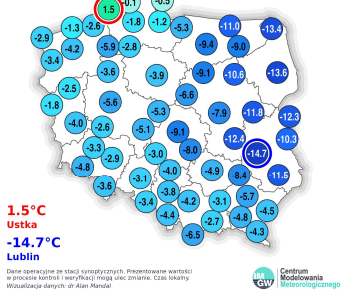 1.5 -0.1 -0.5
-1.3 -2.6 -1.8 -1.2 -5.3 -11.0 -13.4
-2.9 -4.2 -5.9 -2.8 -9.4 -9.0
-3.4 -3.6 -3.9 -9.1 -10.6 -13.6
-2.5 -6.6
-1.8 -5.6 -5.3 -7.9 -11.8 -12.3
-4.0 -2.6 -5.1 -9.1 -12.4 -10.3
-3.3 -2.9 -3.0 -8.0 -14.7
-4.8 -3.1 -4.0 -4.9 -8.4 -11.5
-3.6 -3.8 -4.2 -3.1 -5.7
-3.4 -4.4 -2.7 -4.8 -4.5
-6.5 -4.3
1.5°C
Ustka
-14.7°C
Lublin
Dane operacyjne ze stacji synoptycznych. Prezentowane wartości
w procesie kontroli i weryfikacji mogą ulec zmianie. Czas lokalny.
Wizualizacja danych: dr Alan Mandal
IM
GW
Centrum
Modelowania
Meteorologicznego